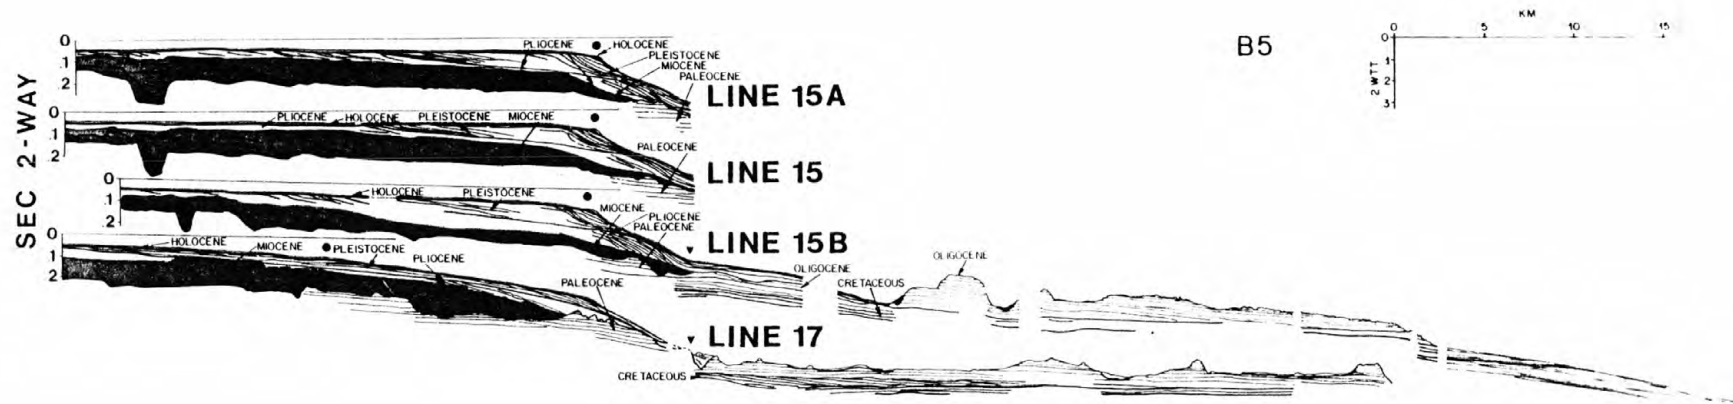 KM
0 5 10 15
B5
0
1
2
3
2WTT
SEC 2-WAY
0
.1
.2
PLIOCENE HOLOCENE
PLEISTOCENE
MIOCENE
PALEOCENE
LINE 15A
0
.1
.2
PLIOCENE HOLOCENE PLEISTOCENE MIOCENE
PALEOCENE
LINE 15
0
.1
.2
HOLOCENE PLEISTOCENE
MIOCENE
PLIOCENE
PALEOCENE
LINE 15B
OLIGOCENE
OLIGOCENE
CRETACEOUS
0
1
2
HOLOCENE MIOCENE PLEISTOCENE
PLIOCENE
PALEOCENE
LINE 17
CRETACEOUS